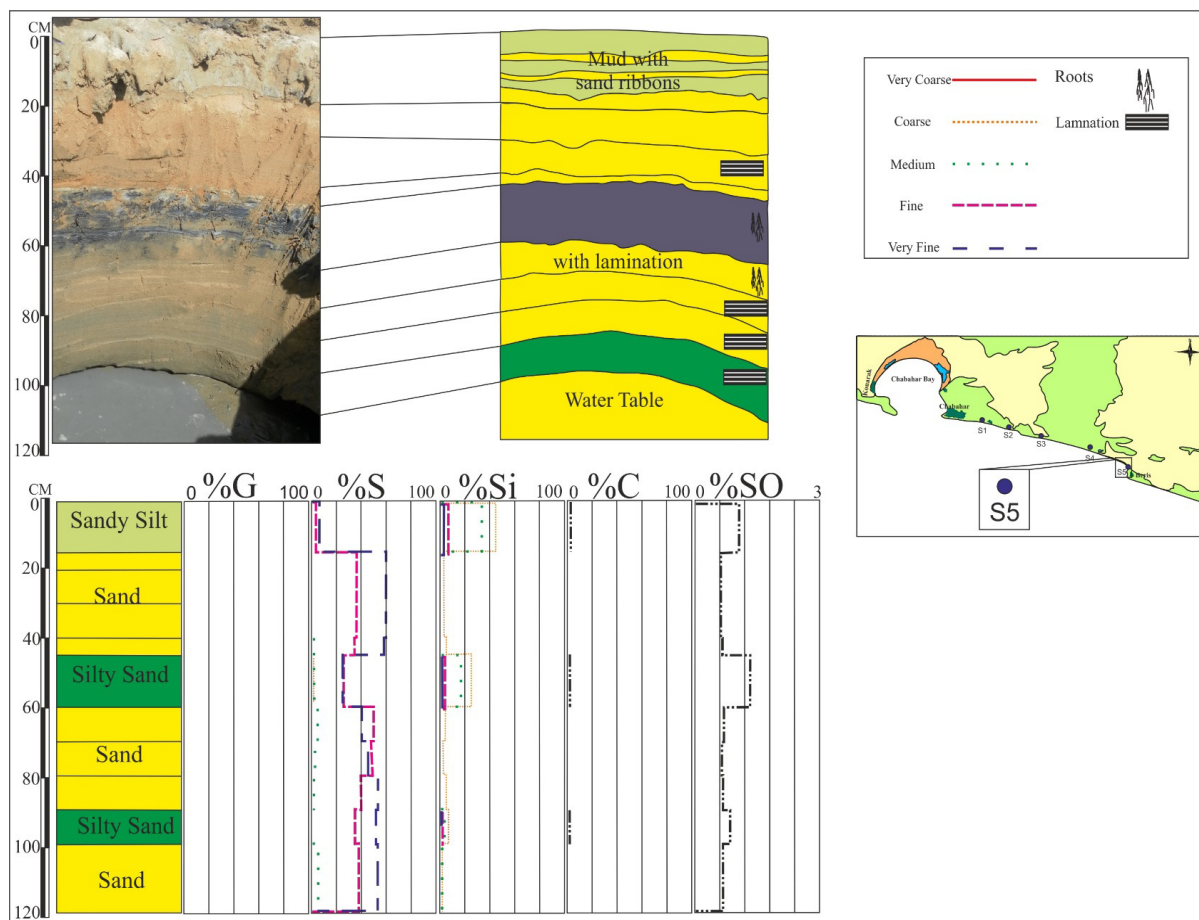 CM
0
20
40
60
80
100
120
Mud with
sand ribbons
with lamination
Water Table
Very Coarse
Roots
Coarse
Lamnation
Medium
Fine
Very Fine
Konarak
Chabahar Bay
Chabahar
S1
S2
S3
S4
S5
Beris
S5
CM
0 %G 100
0 %S 100
0 %Si 100
0 %C 100
0 %SO 3
0
20
40
60
80
100
120
Sandy Silt
Sand
Silty Sand
Sand
Silty Sand
Sand